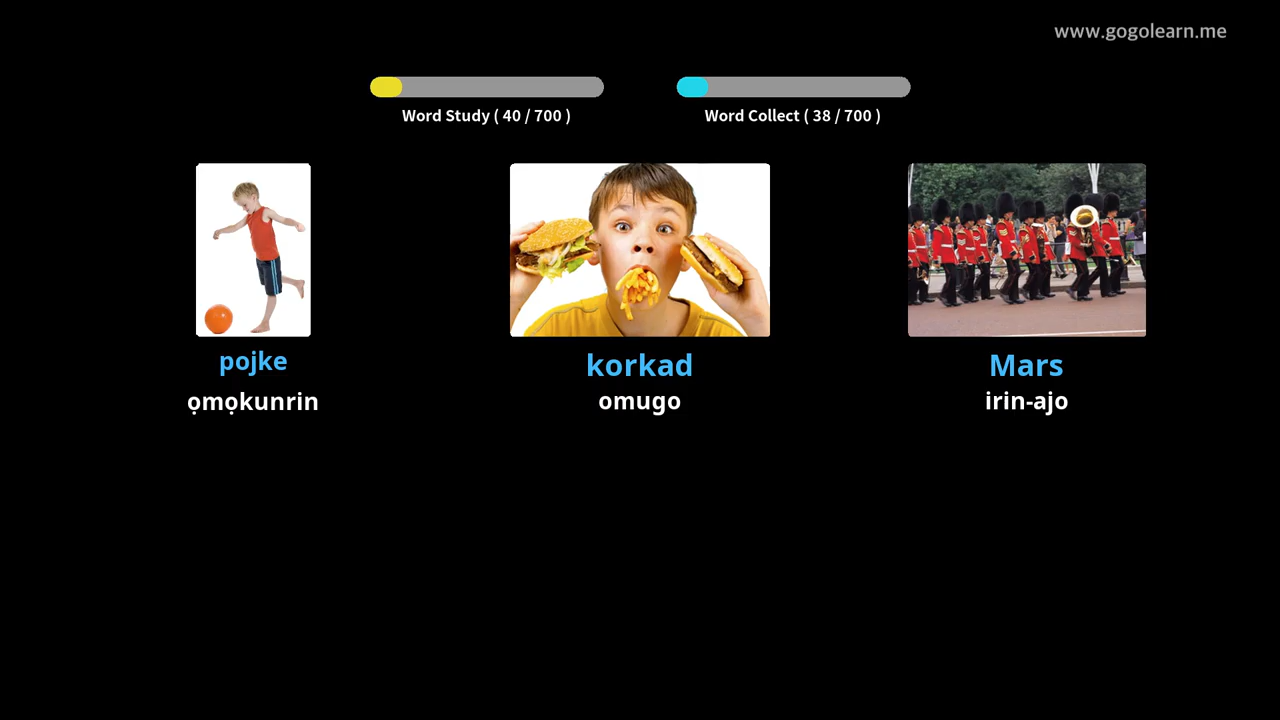 www.gogolearn.me
Word Study ( 40 / 700 )
Word Collect ( 38 / 700 )
pojke
korkad
Mars
ọmọkunrin
omugo
irin-ajo